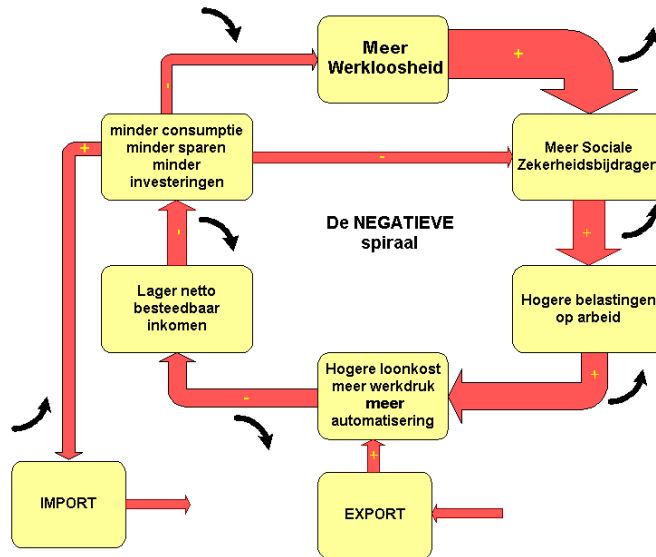 Meer
Werkloosheid
+
-
minder consumptie
minder sparen
minder
investeringen
+
-
Meer Sociale
Zekerheidsbijdragen
De NEGATIEVE
spiraal
-
+
Lager netto
besteedbaar
inkomen
Hogere belastingen
op arbeid
Hogere loonkost
meer werkdruk
meer
automatisering
-
+
+
IMPORT
EXPORT